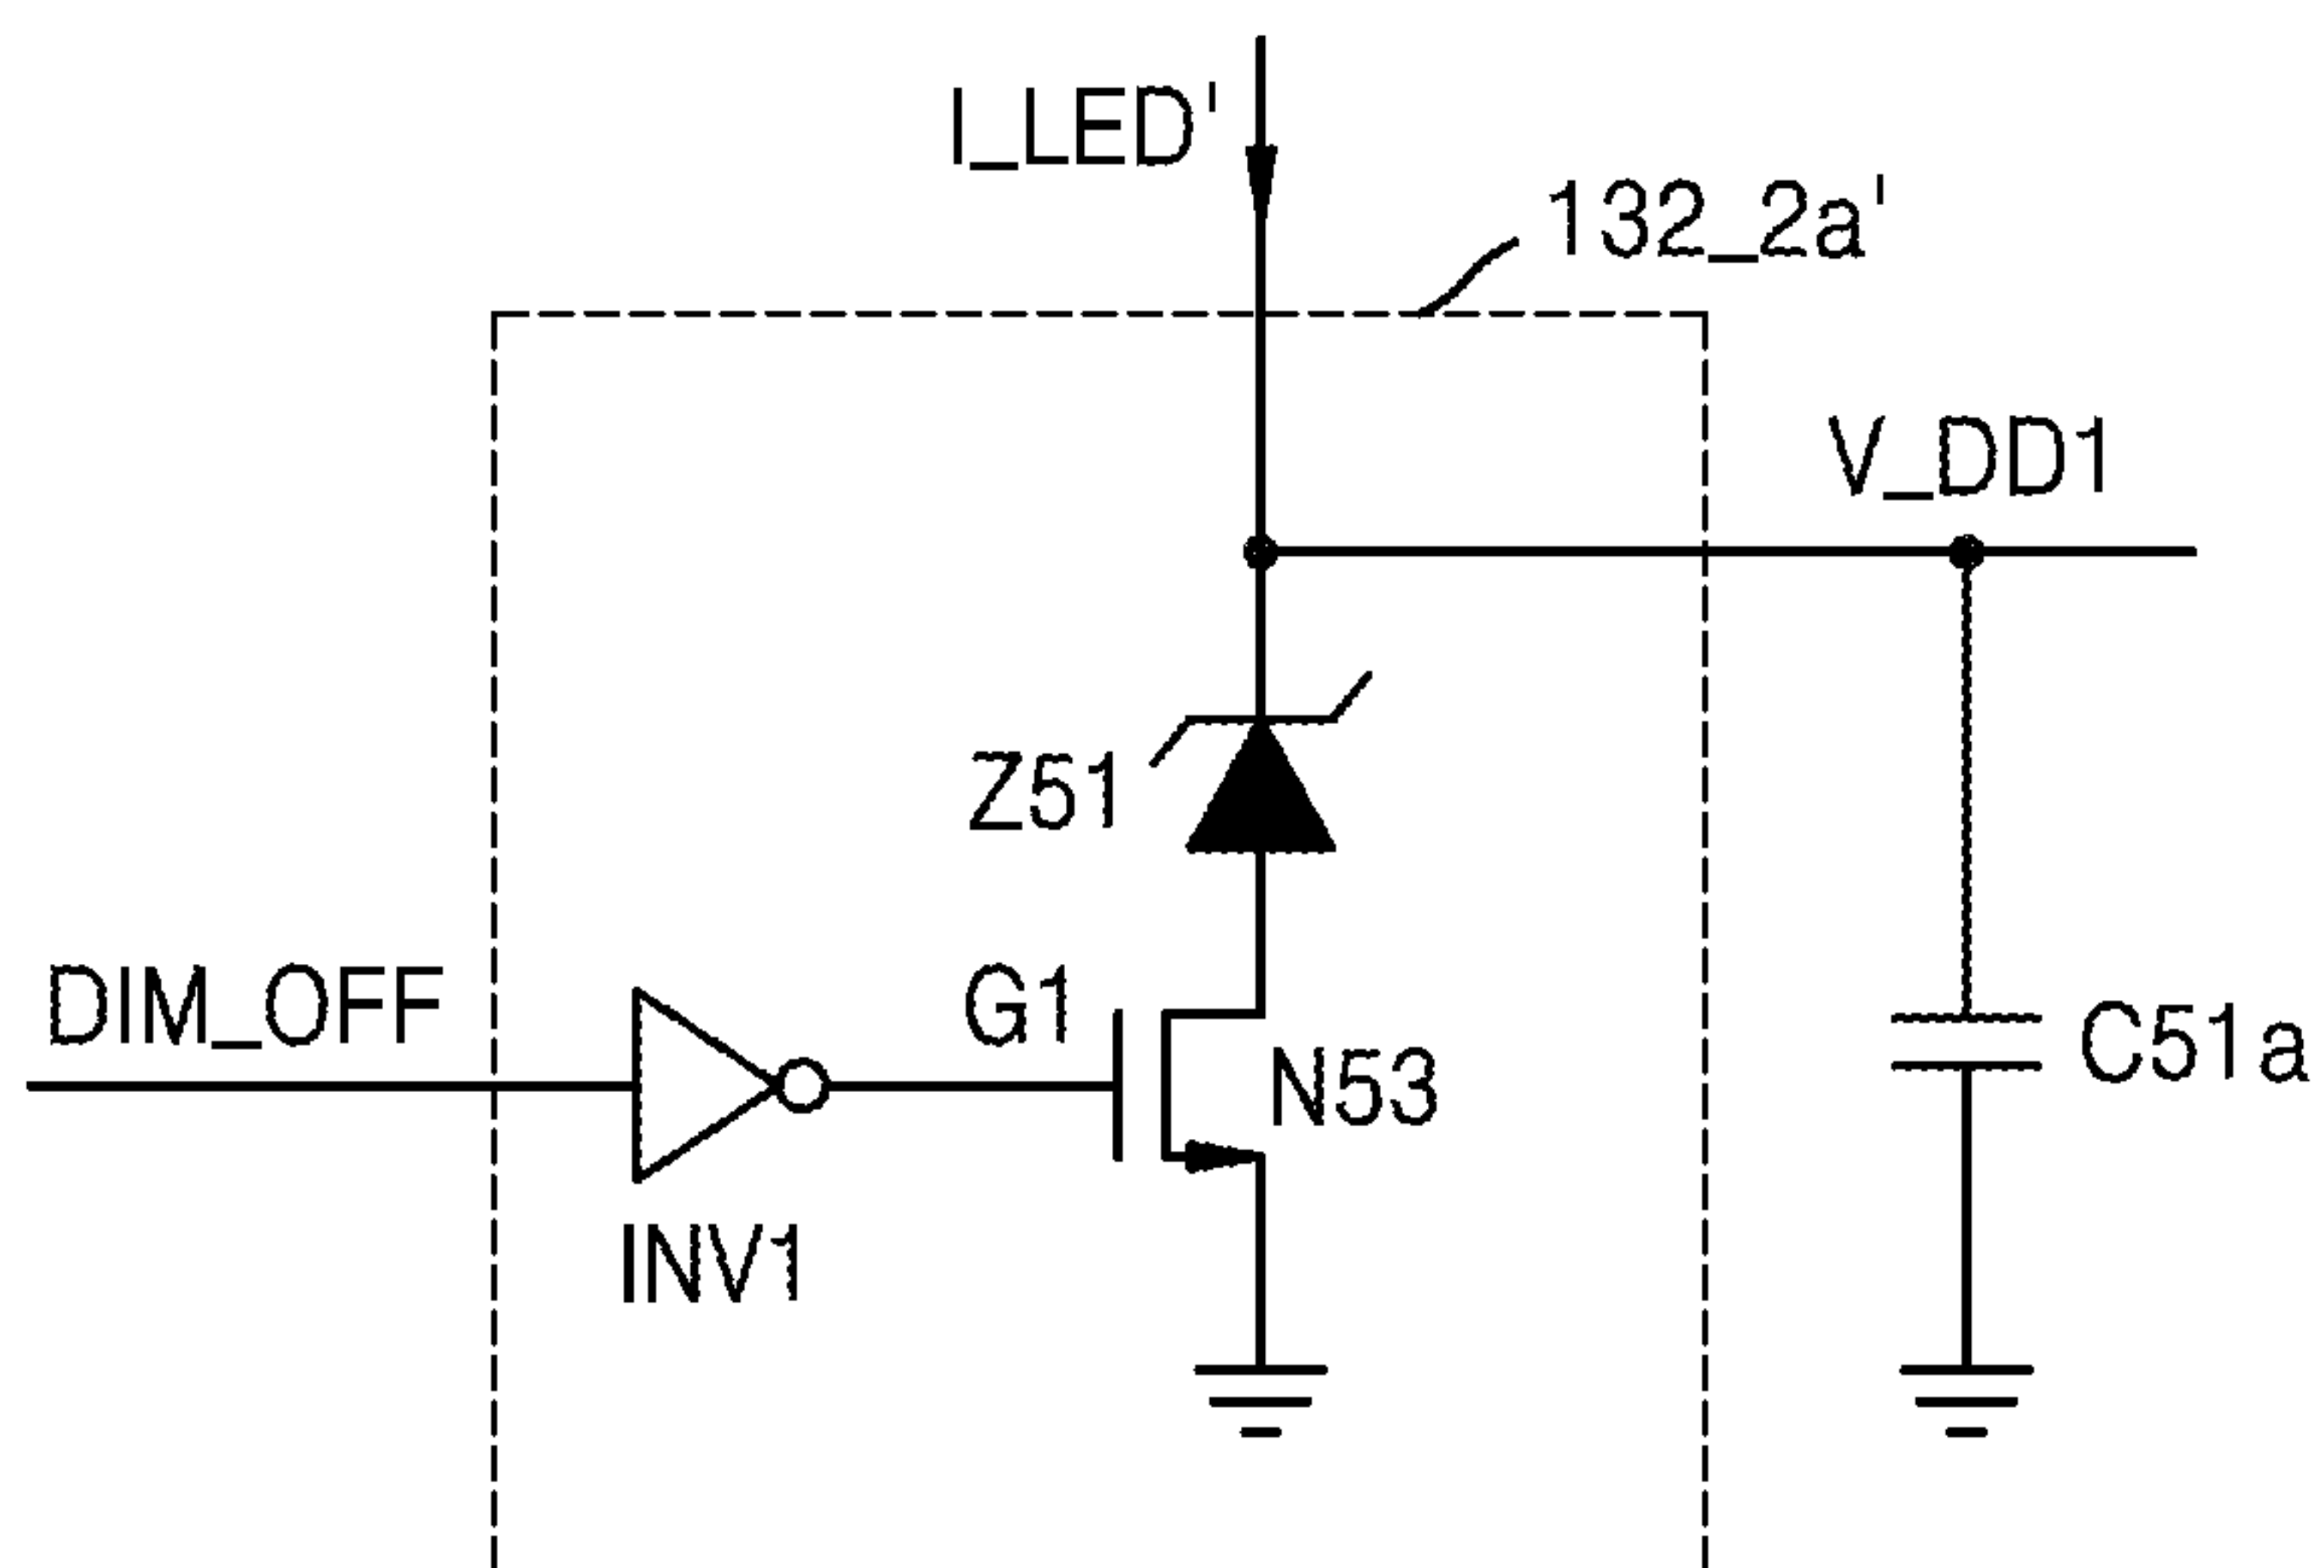 I_LED'
132_2a'
V_DD1
Z51
DIM_OFF
G1
N53
C51a
INV1